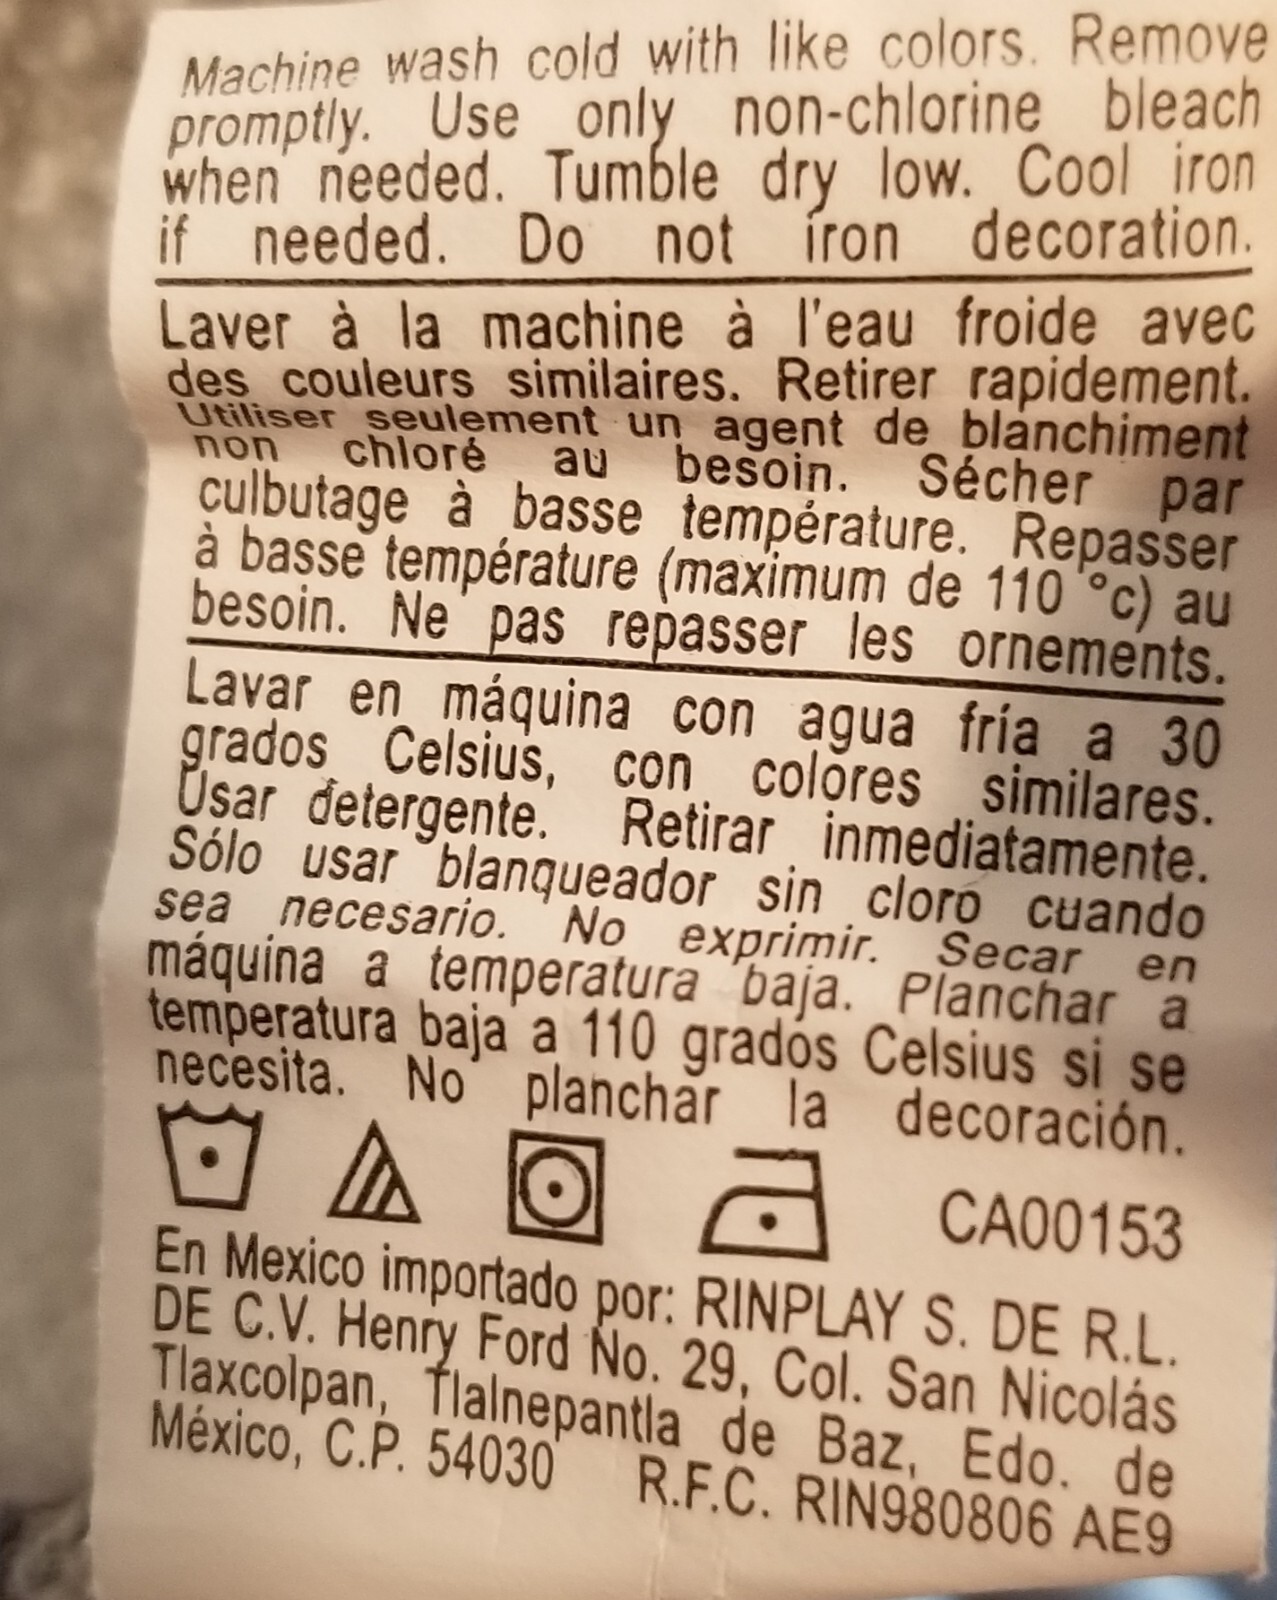 Machine wash cold with like colors. Remove
promptly. Use only non-chlorine bleach
when needed. Tumble dry low. Cool iron
if needed. Do not iron decoration.
Laver à la machine à l'eau froide avec
des couleurs similaires. Retirer rapidement.
Utiliser seulement un agent de blanchiment
non chloré au besoin. Sécher par
culbutage à basse température. Repasser
à basse température (maximum de 110 °c) au
besoin. Ne pas repasser les ornements.
Lavar en máquina con agua fría a 30
grados Celsius, con colores similares.
Usar detergente. Retirar inmediatamente.
Sólo usar blanqueador sin cloro cuando
sea necesario. No exprimir. Secar en
máquina a temperatura baja. Planchar a
temperatura baja a 110 grados Celsius si se
necesita. No planchar la decoración.
CA00153
En Mexico importado por: RINPLAY S. DE R.L.
DE C.V. Henry Ford No. 29, Col. San Nicolás
Tlaxcolpan, Tlalnepantla de Baz, Edo. de
México, C.P. 54030 R.F.C. RIN980806 AE9